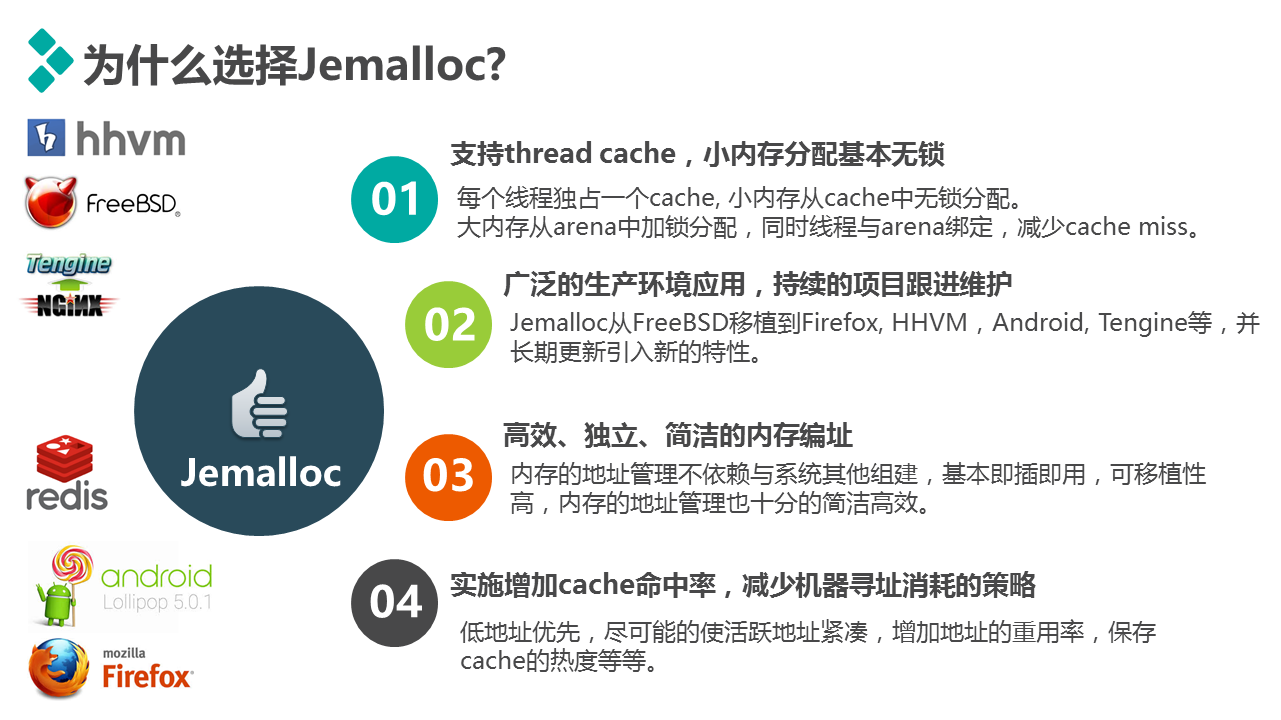 为什么选择Jemalloc?
hhvm
FreeBSD®
Tengine
NGiNX
redis
android
Lollipop 5.0.1
mozilla
Firefox®
Jemalloc
01
支持thread cache，小内存分配基本无锁
每个线程独占一个cache, 小内存从cache中无锁分配。
大内存从arena中加锁分配，同时线程与arena绑定，减少cache miss。
02
广泛的生产环境应用，持续的项目跟进维护
Jemalloc从FreeBSD移植到Firefox, HHVM，Android, Tengine等，并
长期更新引入新的特性。
03
高效、独立、简洁的内存编址
内存的地址管理不依赖与系统其他组建，基本即插即用，可移植性
高，内存的地址管理也十分的简洁高效。
04
实施增加cache命中率，减少机器寻址消耗的策略
低地址优先，尽可能的使活跃地址紧凑，增加地址的重用率，保存
cache的热度等等。